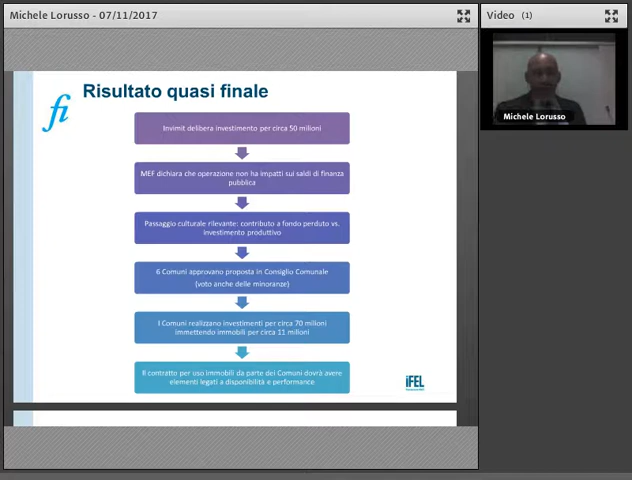 Michele Lorusso - 07/11/2017
Video (1)
Michele Lorusso
fi
Risultato quasi finale
Invimit delibera investimento per circa 50 milioni
MEF dichiara che operazione non ha impatti sui saldi di finanza
pubblica
Passaggio culturale rilevante: contributo a fondo perduto vs.
investimento produttivo
6 Comuni approvano proposta in Consiglio Comunale
(voto anche delle minoranze)
I Comuni realizzano investimenti per circa 70 milioni
immettendo immobili per circa 11 milioni
Il contratto per uso immobili da parte dei Comuni dovrà avere
elementi legati a disponibilità e performance
iFEL